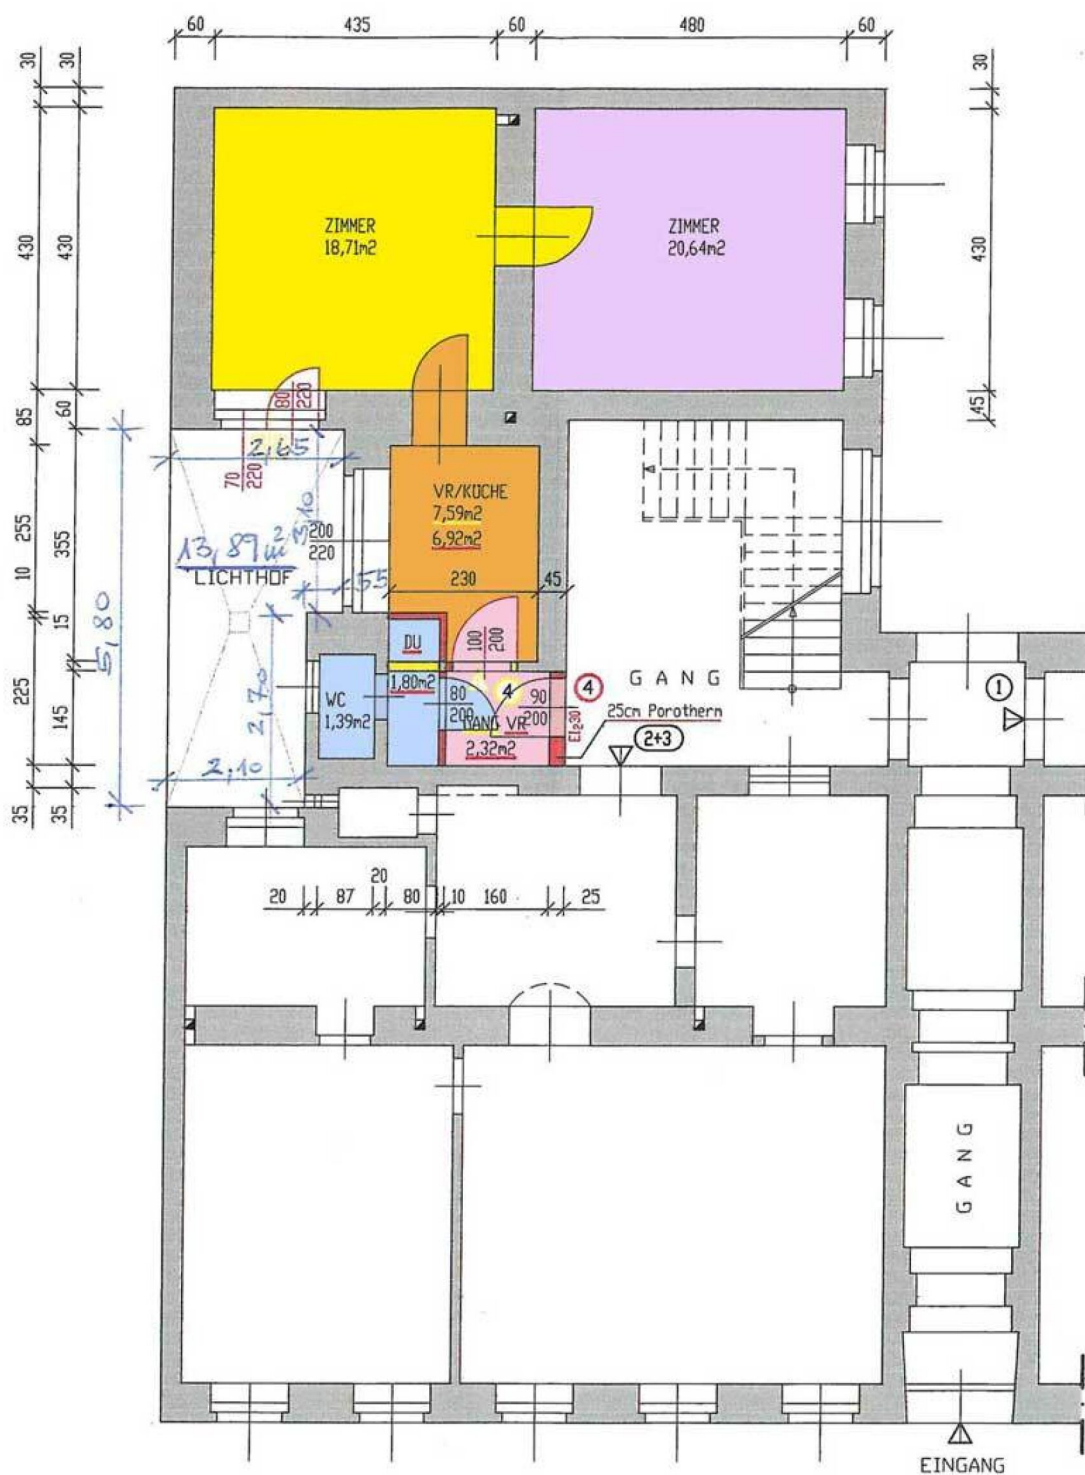 60 435 60 480 60
30 30 30
ZIMMER
18,71m2
ZIMMER
20,64m2
430 430 430
80
220
85 60 45
2,65
70
220
VR/KÜCHE
7,59m2
6,92m2
200
220
3,10
13,89m²
LICHTHOF
55
230 45
255 355
10 15
5,80
DU
100
200
GANG
4
4
1
1,80m2
80
200
90
200
EI₂30
25cm Porotherm
2+3
WC
1,39m2
GANG VR
2,32m2
225 145
2,70
2,10
35 35
20 87 20 80 10 160 25
GANG
EINGANG